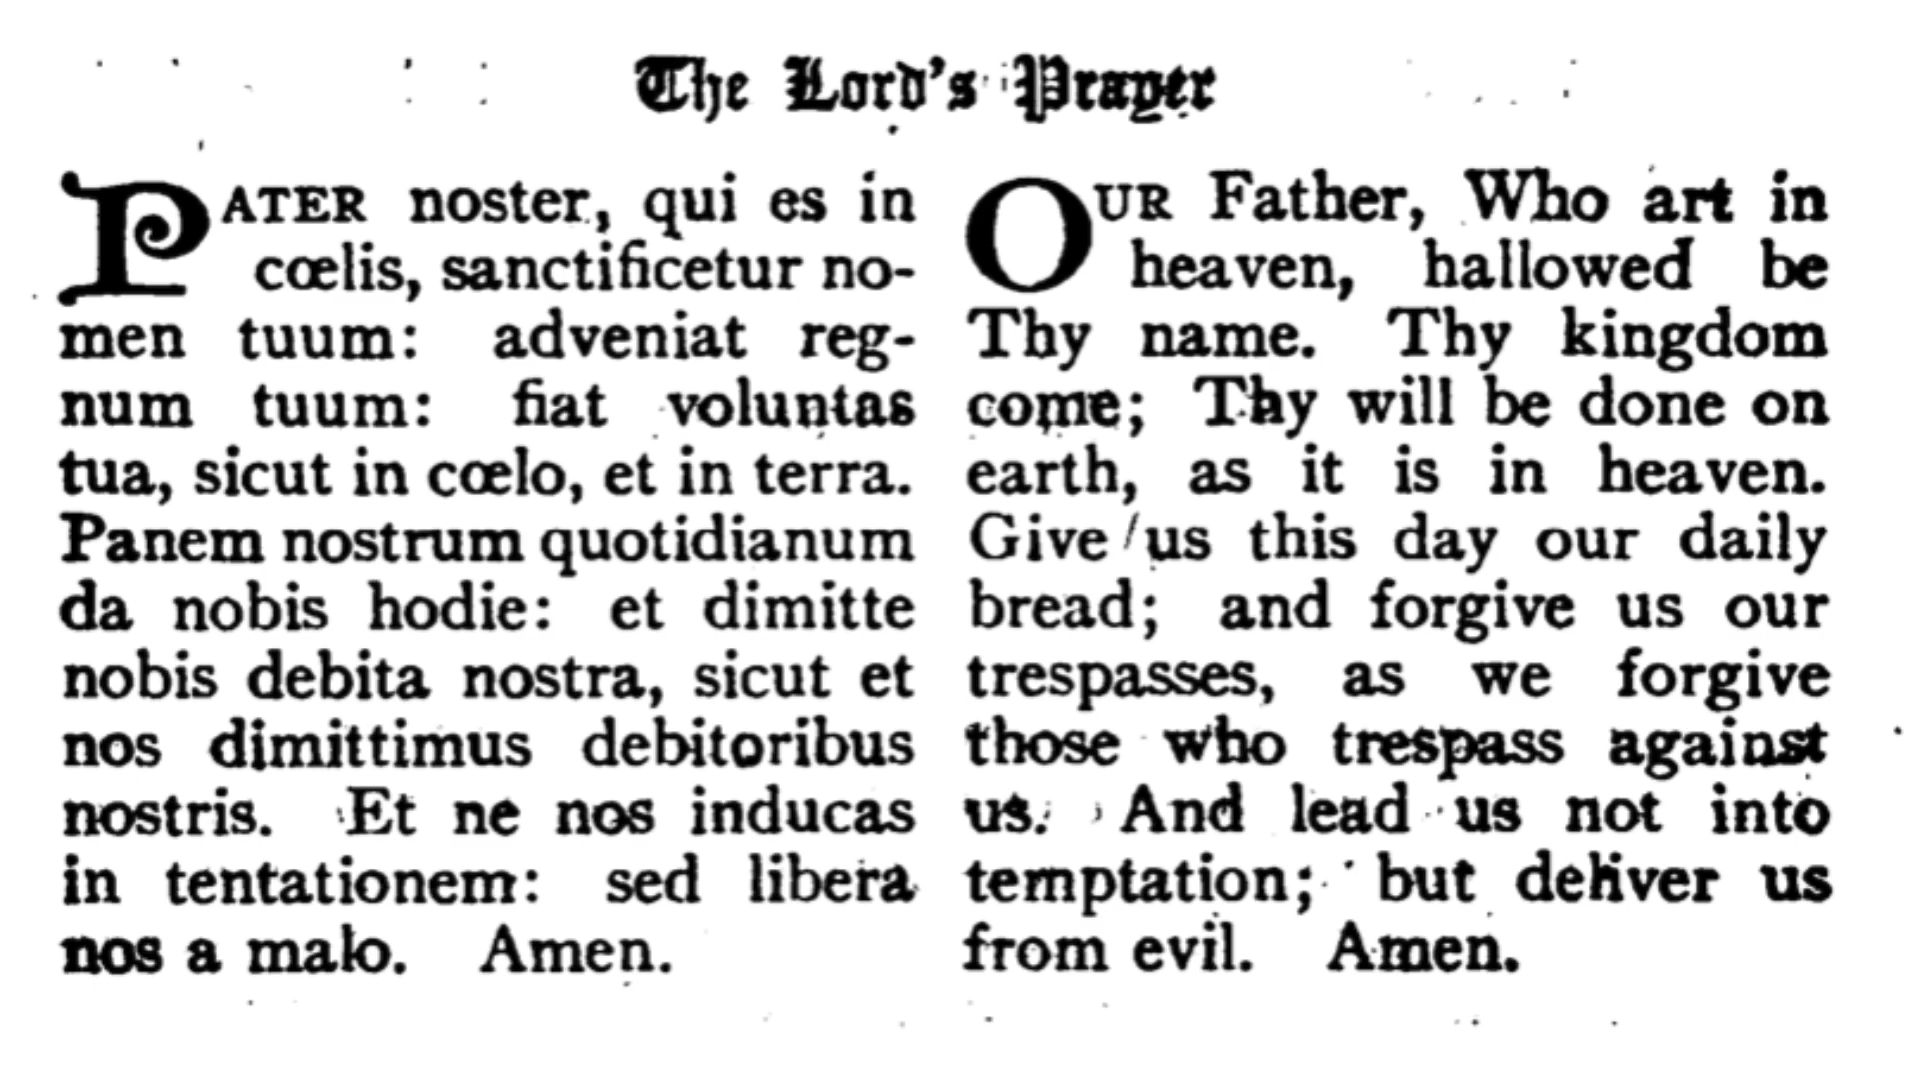 The Lord's Prayer
PATER noster, qui es in
cœlis, sanctificetur no-
men tuum: adveniat reg-
num tuum: fiat voluntas
tua, sicut in cœlo, et in terra.
Panem nostrum quotidianum
da nobis hodie: et dimitte
nobis debita nostra, sicut et
nos dimittimus debitoribus
nostris. Et ne nos inducas
in tentationem: sed libera
nos a malo. Amen.
OUR Father, Who art in
heaven, hallowed be
Thy name. Thy kingdom
come; Thy will be done on
earth, as it is in heaven.
Give us this day our daily
bread; and forgive us our
trespasses, as we forgive
those who trespass against
us. And lead us not into
temptation; but deliver us
from evil. Amen.